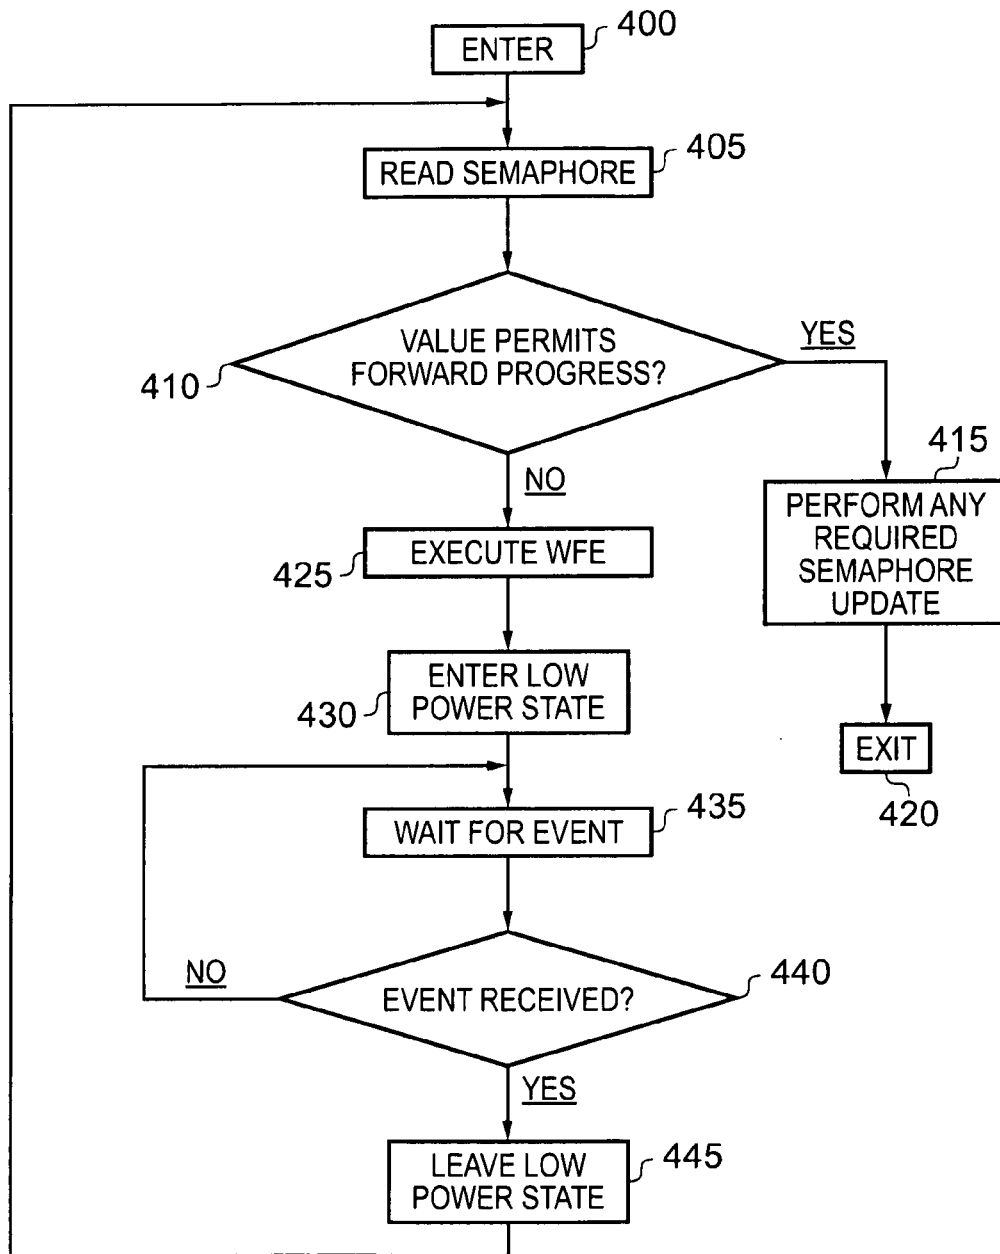 ENTER
400
READ SEMAPHORE
405
VALUE PERMITS
FORWARD PROGRESS?
410
YES
NO
415
PERFORM ANY
REQUIRED
SEMAPHORE
UPDATE
EXECUTE WFE
425
ENTER LOW
POWER STATE
430
EXIT
420
WAIT FOR EVENT
435
EVENT RECEIVED?
440
NO
YES
LEAVE LOW
POWER STATE
445